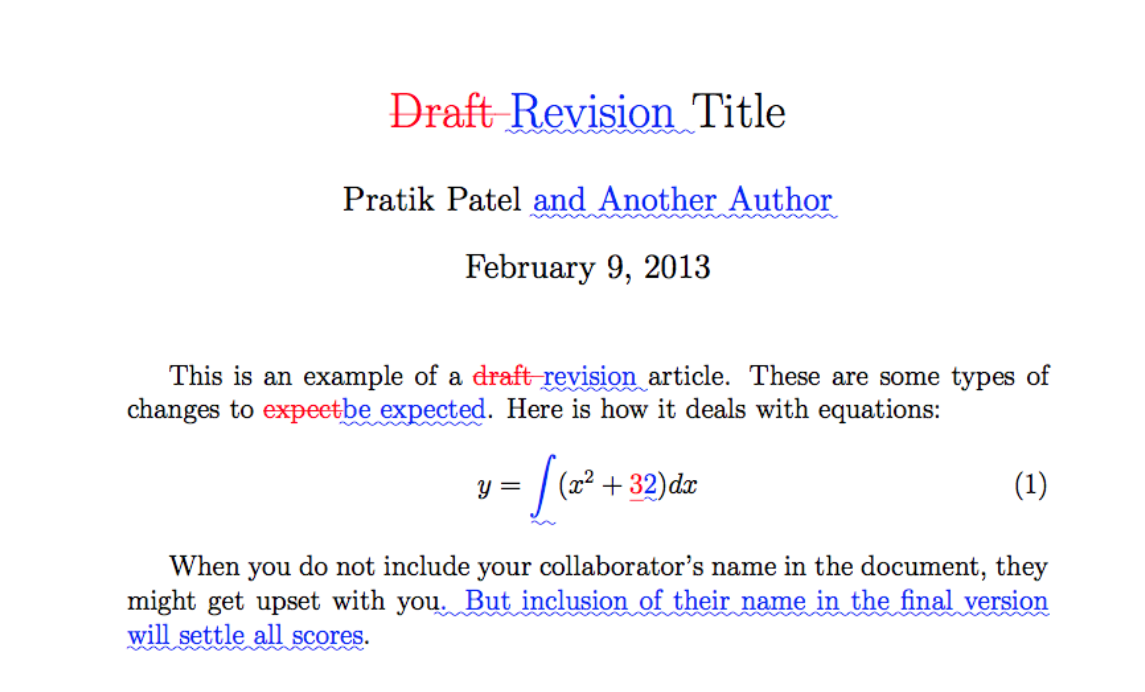 Draft Revision Title
Pratik Patel and Another Author
February 9, 2013
This is an example of a draft revision article. These are some types of
changes to expectbe expected. Here is how it deals with equations:
y = ∫(x² + 32)dx (1)
When you do not include your collaborator's name in the document, they
might get upset with you. But inclusion of their name in the final version
will settle all scores.